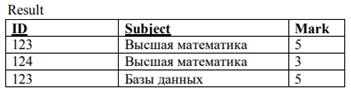 Result
ID Subject Mark
123 Высшая математика 5
124 Высшая математика 3
123 Базы данных 5